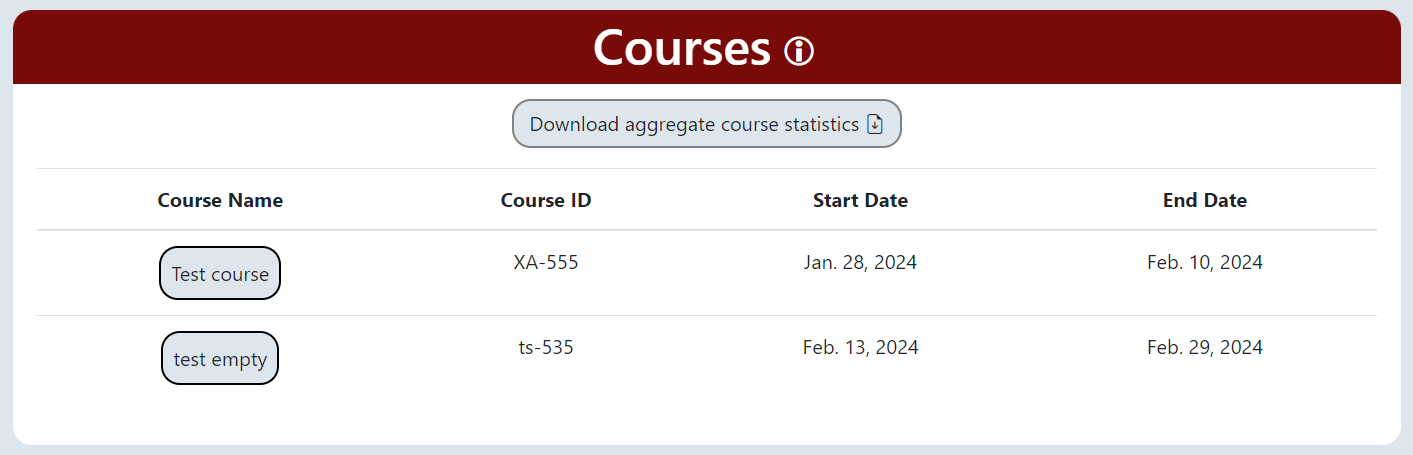 Courses
Download aggregate course statistics
Course Name Course ID Start Date End Date
Test course XA-555 Jan. 28, 2024 Feb. 10, 2024
test empty ts-535 Feb. 13, 2024 Feb. 29, 2024